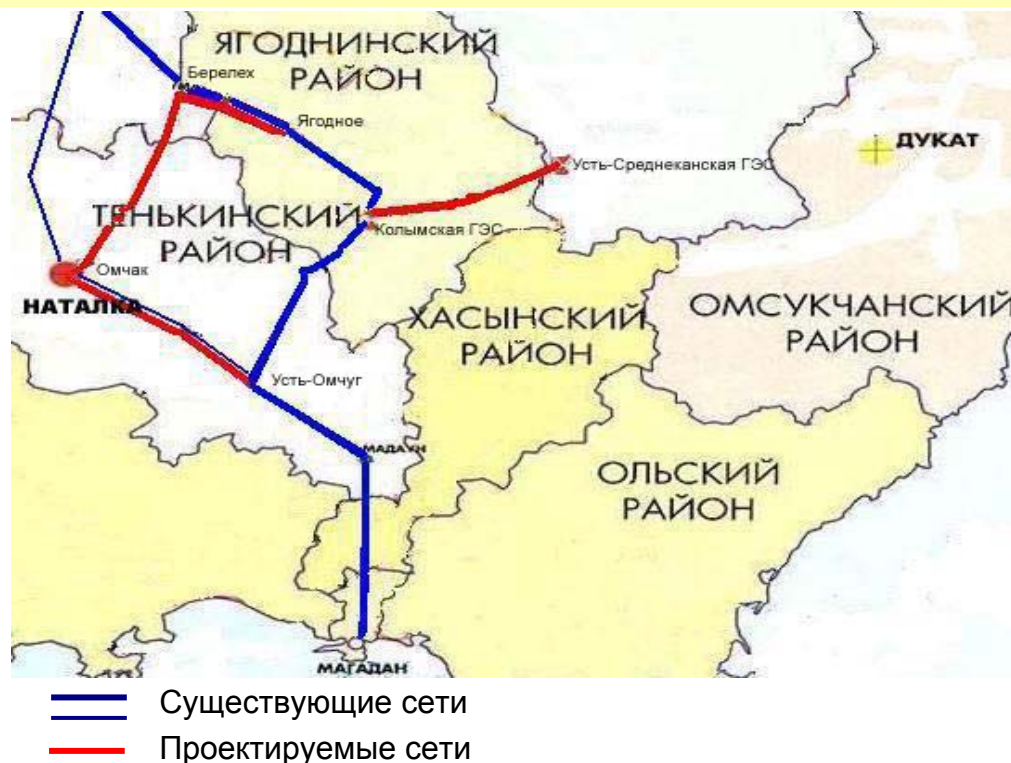 ЯГОДНИНСКИЙ
РАЙОН
Берелех
Ягодное
ДУКАТ
Усть-Среднеканская ГЭС
ТЕНЬКИНСКИЙ
РАЙОН
Колымская ГЭС
Омчак
НАТАЛКА
ХАСЫНСКИЙ
РАЙОН
ОМСУКЧАНСКИЙ
РАЙОН
Усть-Омчуг
МАДАУН
ОЛЬСКИЙ
РАЙОН
МАГАДАН
Существующие сети
Проектируемые сети